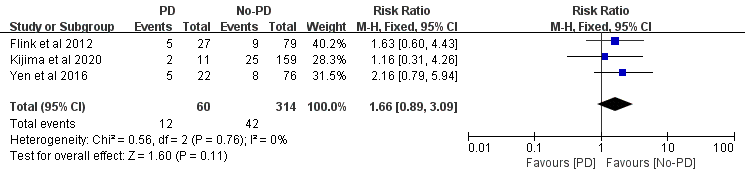 PD No-PD Risk Ratio Risk Ratio
Study or Subgroup Events Total Events Total Weight M-H, Fixed, 95% CI M-H, Fixed, 95% CI
Flink et al 2012 5 27 9 79 40.2% 1.63 [0.60, 4.43]
Kijima et al 2020 2 11 25 159 28.3% 1.16 [0.31, 4.26]
Yen et al 2016 5 22 8 76 31.5% 2.16 [0.79, 5.94]
Total (95% CI) 60 314 100.0% 1.66 [0.89, 3.09]
Total events 12 42
Heterogeneity: Chi² = 0.56, df = 2 (P = 0.76); I² = 0%
Test for overall effect: Z = 1.60 (P = 0.11)
0.01 0.1 1 10 100
Favours [PD] Favours [No-PD]